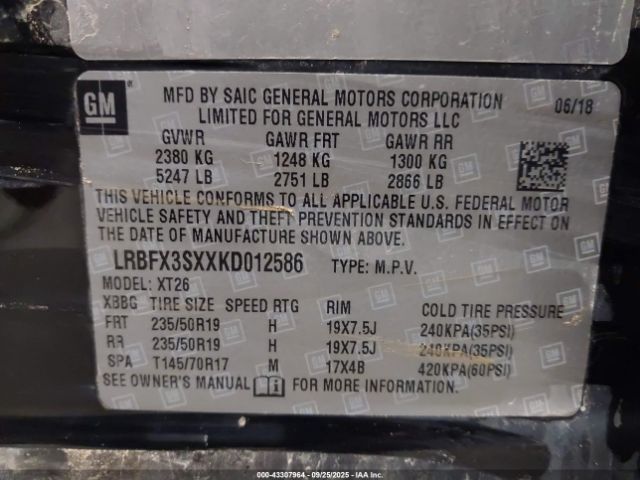 GM
MFD BY SAIC GENERAL MOTORS CORPORATION 06/18
LIMITED FOR GENERAL MOTORS LLC
GVWR GAWR FRT GAWR RR
2380 KG 1248 KG 1300 KG
5247 LB 2751 LB 2866 LB
THIS VEHICLE CONFORMS TO ALL APPLICABLE U.S. FEDERAL MOTOR
VEHICLE SAFETY AND THEFT PREVENTION STANDARDS IN EFFECT ON
THE DATE OF MANUFACTURE SHOWN ABOVE.
LRBFX3SXXKD012586 TYPE: M.P.V.
MODEL: XT26
XBBG TIRE SIZE SPEED RTG RIM COLD TIRE PRESSURE
FRT 235/50R19 H 19X7.5J 240KPA(35PSI)
RR 235/50R19 H 19X7.5J 240KPA(35PSI)
SPA T145/70R17 M 17X4B 420KPA(60PSI)
SEE OWNER'S MANUAL FOR MORE INFORMATION.
000-43307964 - 09/25/2025 - IAAI.COM